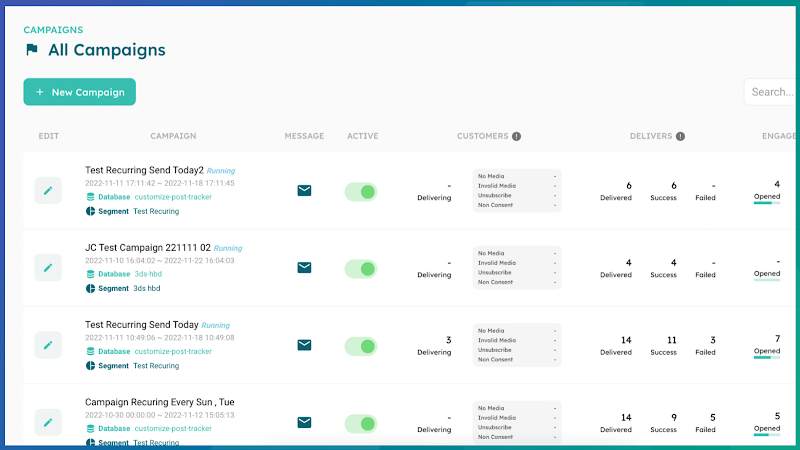 CAMPAIGNS
All Campaigns
+ New Campaign
Search...
EDIT CAMPAIGN MESSAGE ACTIVE CUSTOMERS DELIVERS ENGAGE
Test Recurring Send Today2 Running
2022-11-11 17:11:42 ~ 2022-11-18 17:11:45
Database customize-post-tracker
Segment Test Recuring
- Delivering
No Media -
Invalid Media -
Unsubscribe -
Non Consent -
6 6 - 4
Delivered Success Failed Opened
JC Test Campaign 221111 02 Running
2022-11-10 16:04:02 ~ 2022-11-22 16:04:03
Database 3ds-hbd
Segment 3ds hbd
- Delivering
No Media -
Invalid Media -
Unsubscribe -
Non Consent -
4 4 - -
Delivered Success Failed Opened
Test Recurring Send Today Running
2022-11-11 10:49:06 ~ 2022-11-18 10:49:08
Database customize-post-tracker
Segment Test Recuring
3 Delivering
No Media -
Invalid Media -
Unsubscribe -
Non Consent -
14 11 3 7
Delivered Success Failed Opened
Campaign Recuring Every Sun , Tue
2022-10-30 00:00:00 ~ 2022-11-12 15:05:13
Database customize-post-tracker
Segment Test Recuring
- Delivering
No Media -
Invalid Media -
Unsubscribe -
Non Consent -
14 9 5 5
Delivered Success Failed Opened